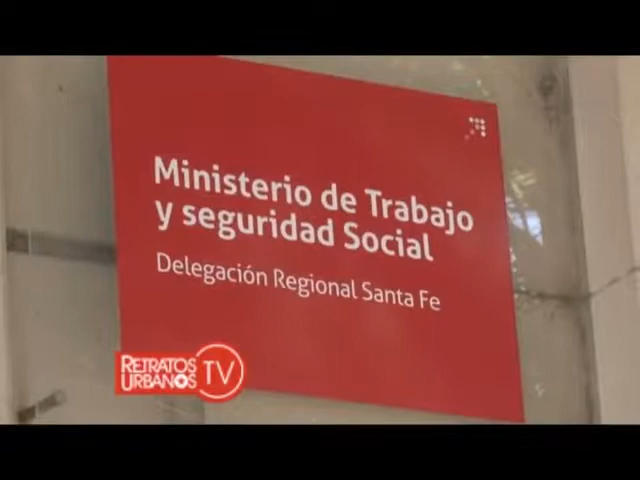 Ministerio de Trabajo
y seguridad Social
Delegación Regional Santa Fe
RETRATOS
URBANOS
TV